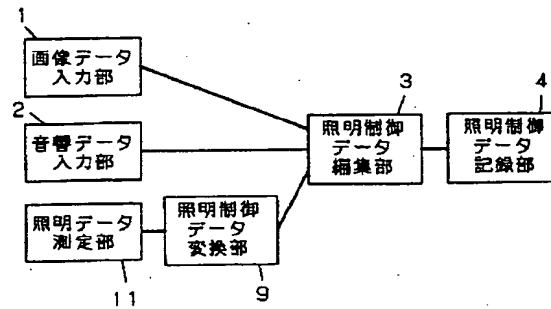 1
画像データ
入力部
2
音響データ
入力部
3
照明制御
データ
編集部
4
照明制御
データ
記録部
照明データ
測定部
11
照明制御
データ
変換部
9